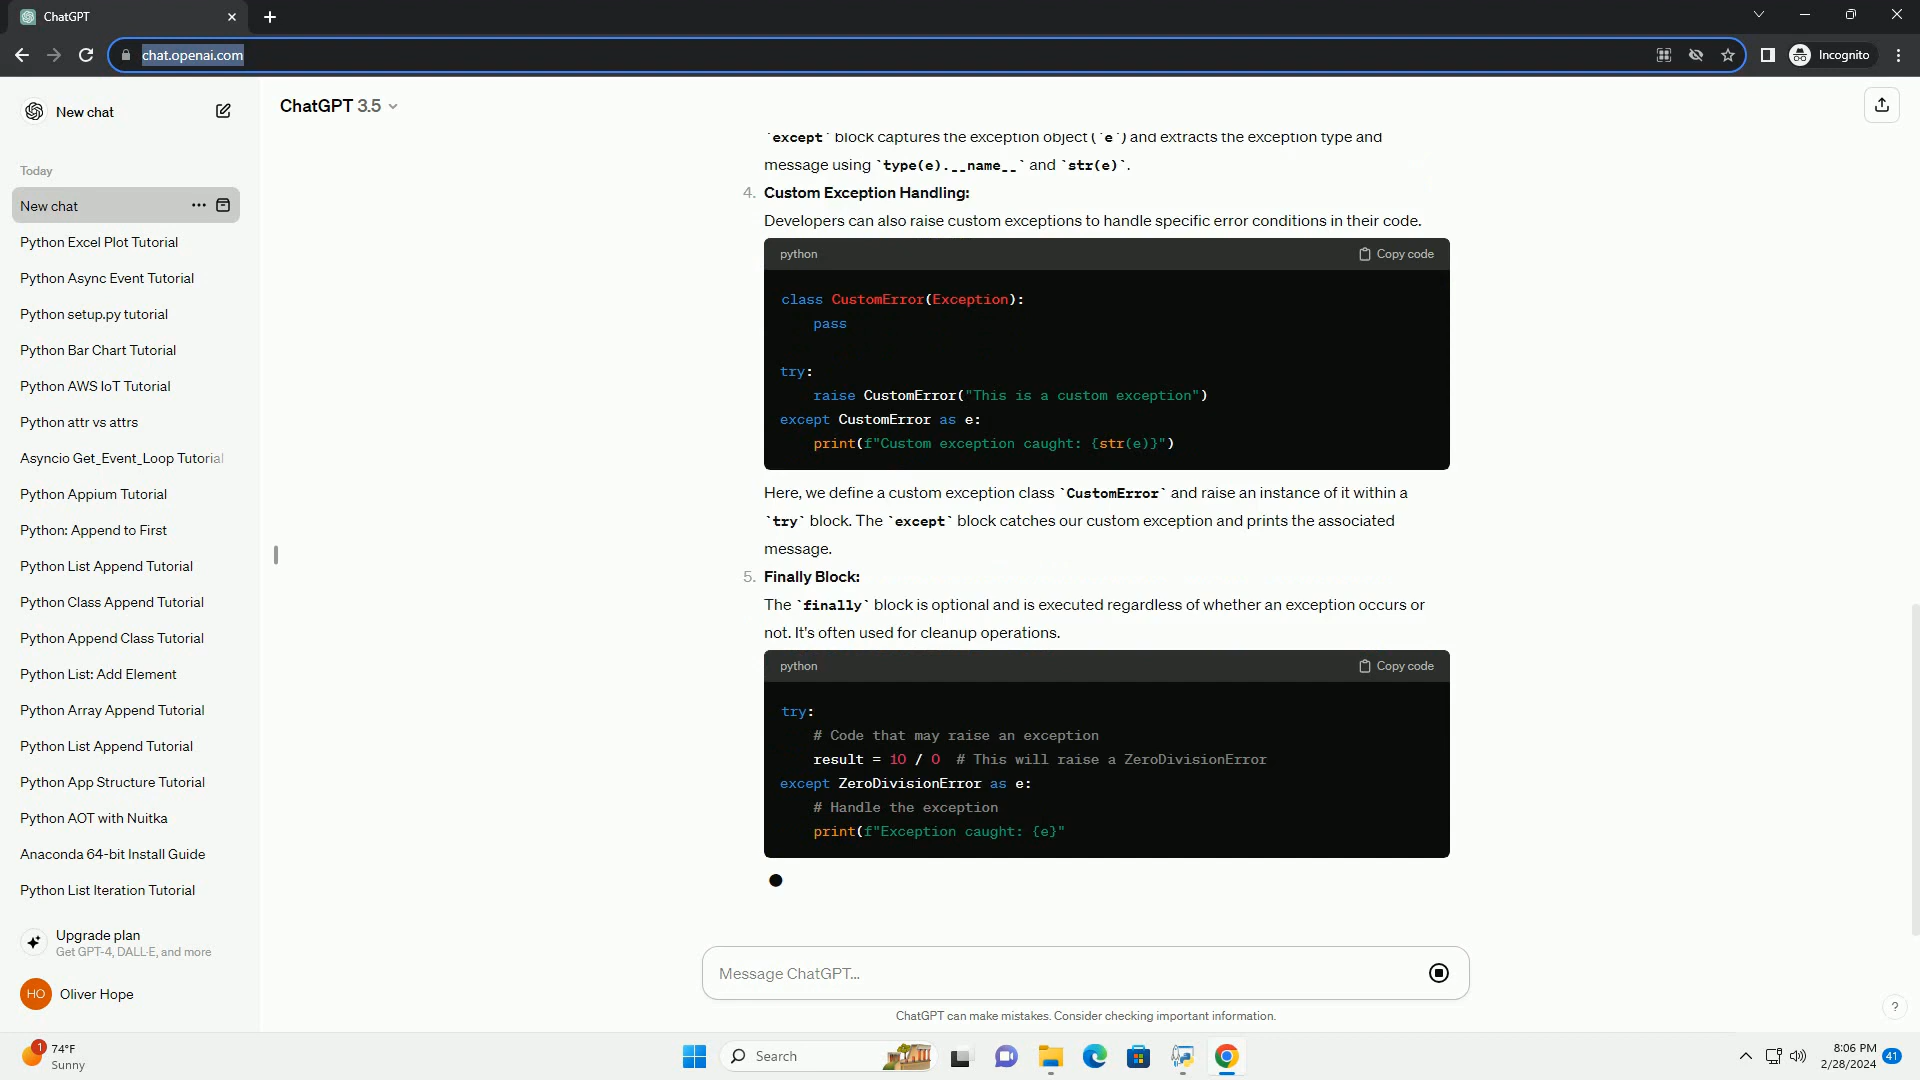 ChatGPT
chat.openai.com
Incognito
New chat
Today
New chat
Python Excel Plot Tutorial
Python Async Event Tutorial
Python setup.py tutorial
Python Bar Chart Tutorial
Python AWS IoT Tutorial
Python attr vs attrs
Asyncio Get_Event_Loop Tutorial
Python Appium Tutorial
Python: Append to First
Python List Append Tutorial
Python Class Append Tutorial
Python Append Class Tutorial
Python List: Add Element
Python Array Append Tutorial
Python List Append Tutorial
Python App Structure Tutorial
Python AOT with Nuitka
Anaconda 64-bit Install Guide
Python List Iteration Tutorial
Upgrade plan
Get GPT-4, DALL·E, and more
HO Oliver Hope
ChatGPT 3.5
`except` block captures the exception object (`e`) and extracts the exception type and
message using `type(e).__name__` and `str(e)`.
4. Custom Exception Handling:
Developers can also raise custom exceptions to handle specific error conditions in their code.
python Copy code
class CustomError(Exception):
pass
try:
raise CustomError("This is a custom exception")
except CustomError as e:
print(f"Custom exception caught: {str(e)}")
Here, we define a custom exception class `CustomError` and raise an instance of it within a
`try` block. The `except` block catches our custom exception and prints the associated
message.
5. Finally Block:
The `finally` block is optional and is executed regardless of whether an exception occurs or
not. It's often used for cleanup operations.
python Copy code
try:
# Code that may raise an exception
result = 10 / 0 # This will raise a ZeroDivisionError
except ZeroDivisionError as e:
# Handle the exception
print(f"Exception caught: {e}"
Message ChatGPT...
ChatGPT can make mistakes. Consider checking important information.
?
1
74°F
Sunny
Search
8:06 PM
2/28/2024
41